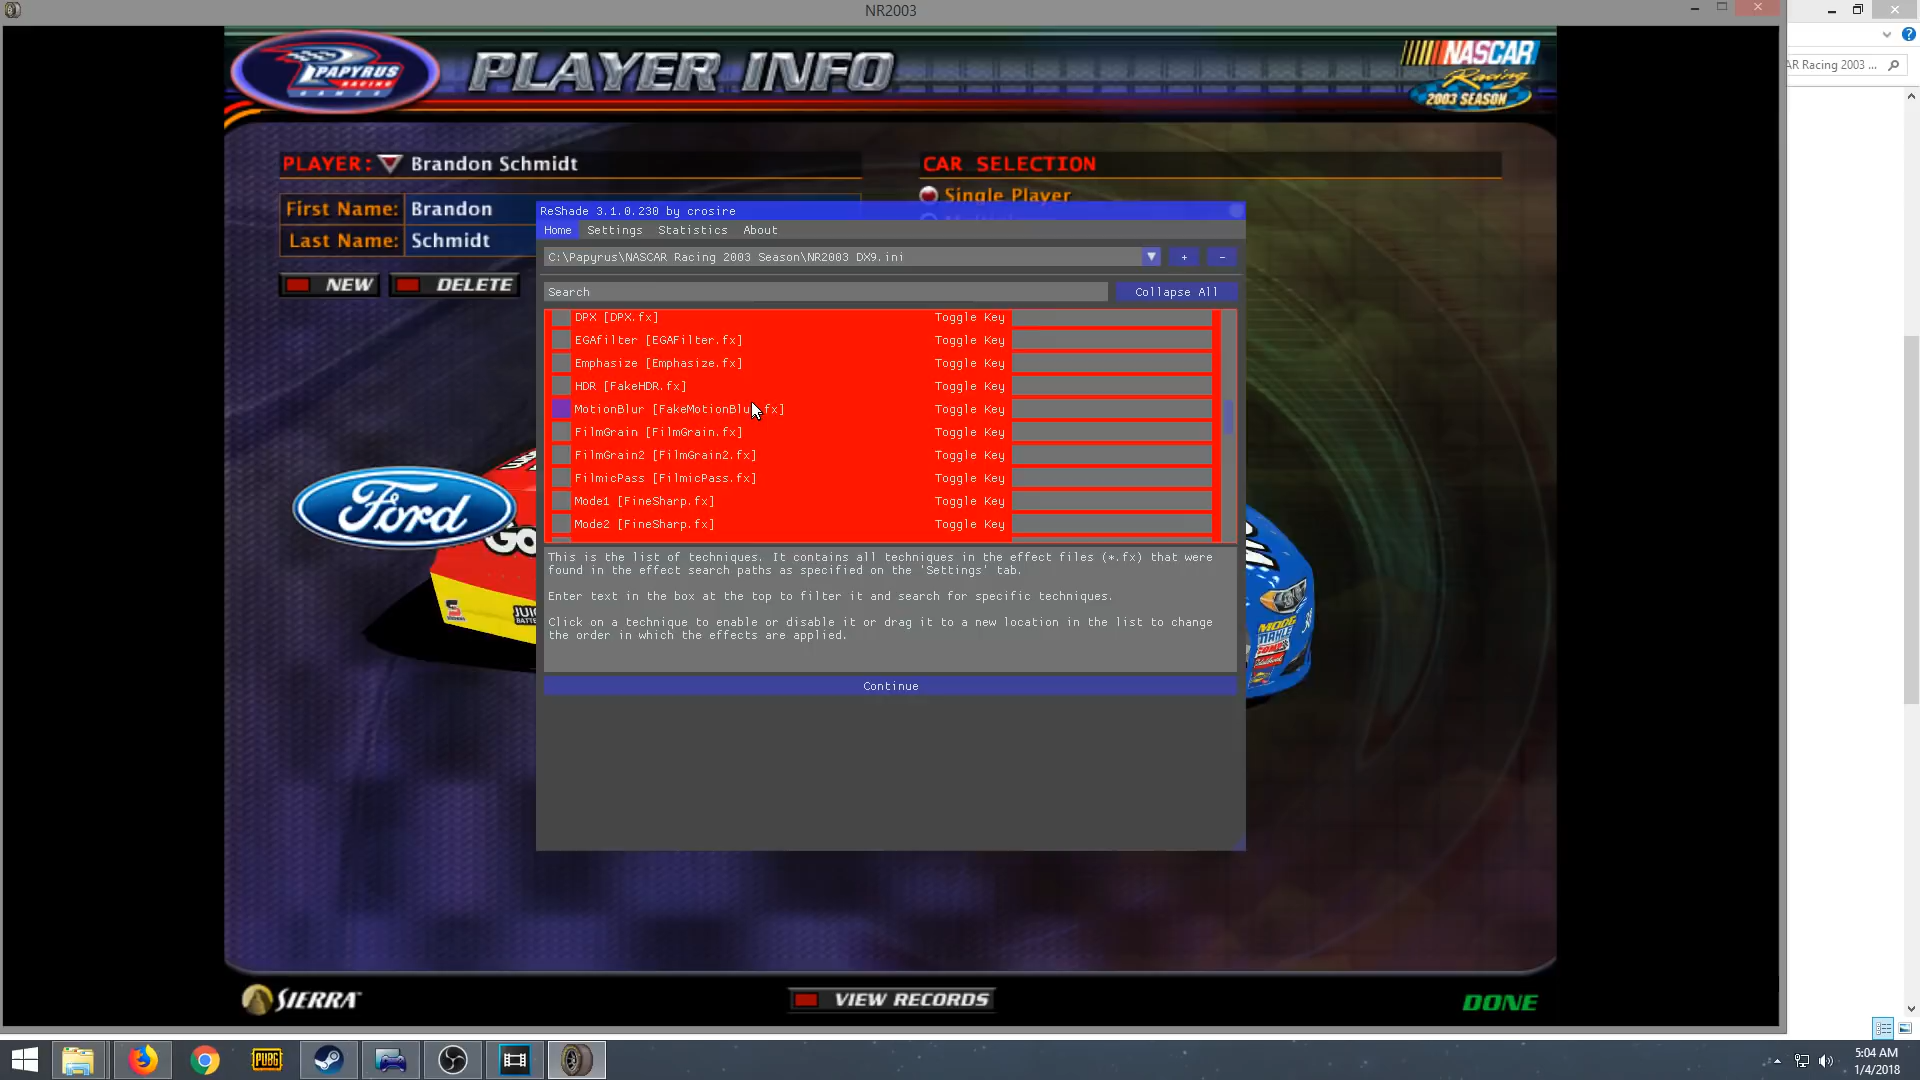 NR2003
PAPYRUS
RACING
GAMES
PLAYER INFO
NASCAR
Racing
2003 SEASON
AR Racing 2003 ...
PLAYER: Brandon Schmidt
First Name: Brandon
Last Name: Schmidt
NEW DELETE
CAR SELECTION
Single Player
ReShade 3.1.0.230 by crosire
Home Settings Statistics About
C:\Papyrus\NASCAR Racing 2003 Season\NR2003 DX9.ini
+ -
Search Collapse All
DPX [DPX.fx] Toggle Key
EGAfilter [EGAFilter.fx] Toggle Key
Emphasize [Emphasize.fx] Toggle Key
HDR [FakeHDR.fx] Toggle Key
MotionBlur [FakeMotionBlu fx] Toggle Key
FilmGrain [FilmGrain.fx] Toggle Key
FilmGrain2 [FilmGrain2.fx] Toggle Key
FilmicPass [FilmicPass.fx] Toggle Key
Mode1 [FineSharp.fx] Toggle Key
Mode2 [FineSharp.fx] Toggle Key
This is the list of techniques. It contains all techniques in the effect files (*.fx) that were
found in the effect search paths as specified on the 'Settings' tab.
Enter text in the box at the top to filter it and search for specific techniques.
Click on a technique to enable or disable it or drag it to a new location in the list to change
the order in which the effects are applied.
Continue
Ford
GO
MOOG
MAHLE
SIERRA
VIEW RECORDS
DONE
PUBG
5:04 AM
1/4/2018